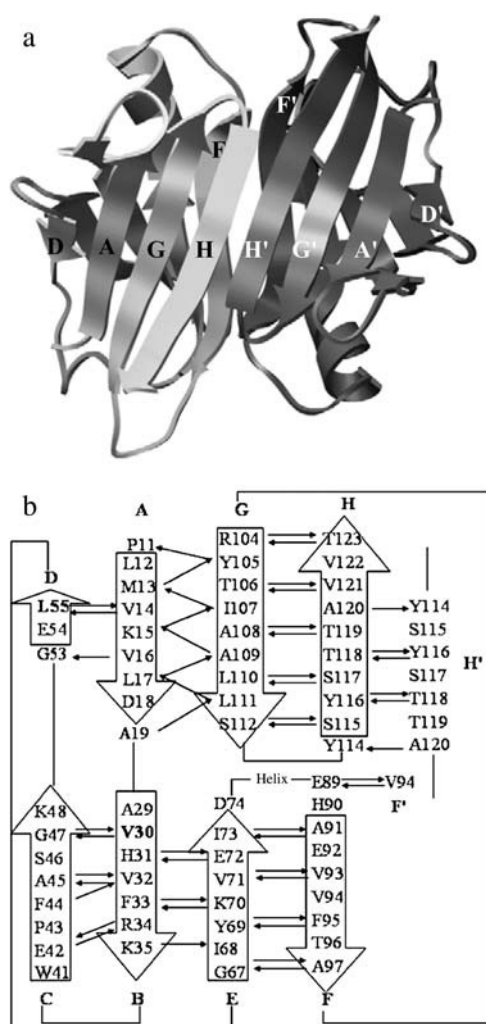 a
F F'
D A G H H' G' A' D'
b
A G H
P11 R104 T123
D L12 Y105 V122
M13 T106 V121
L55 V14 I107 A120 Y114
E54 K15 A108 T119 S115
G53 V16 A109 T118 Y116 H'
L17 L110 S117 S117
D18 L111 Y116 T118
A19 S112 S115 T119
Y114 A120
Helix E89 V94
K48 A29 D74 H90 F'
G47 V30 I73 A91
S46 H31 E72 E92
A45 V32 V71 V93
F44 F33 K70 V94
P43 R34 Y69 F95
E42 K35 I68 T96
W41 G67 A97
C B E F